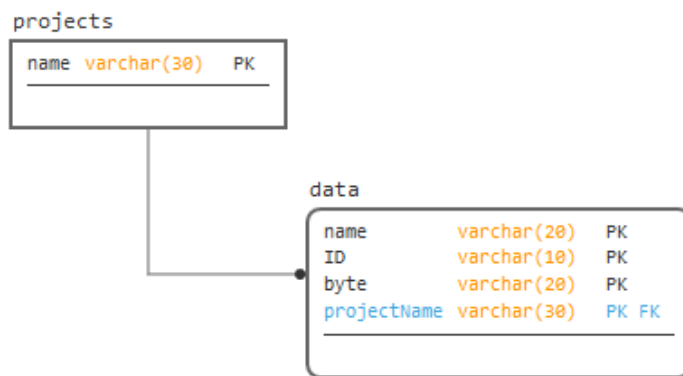 projects
name varchar(30) PK
data
name varchar(20) PK
ID varchar(10) PK
byte varchar(20) PK
projectName varchar(30) PK FK